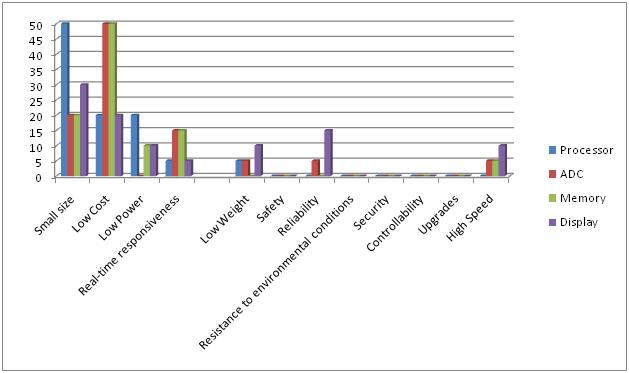 50
45
40
35
30
25
20
15
10
5
0
Small size
Low Cost
Low Power
Real-time responsiveness
Low Weight
Safety
Reliability
Resistance to environmental conditions
Security
Controllability
Upgrades
High Speed
Processor
ADC
Memory
Display